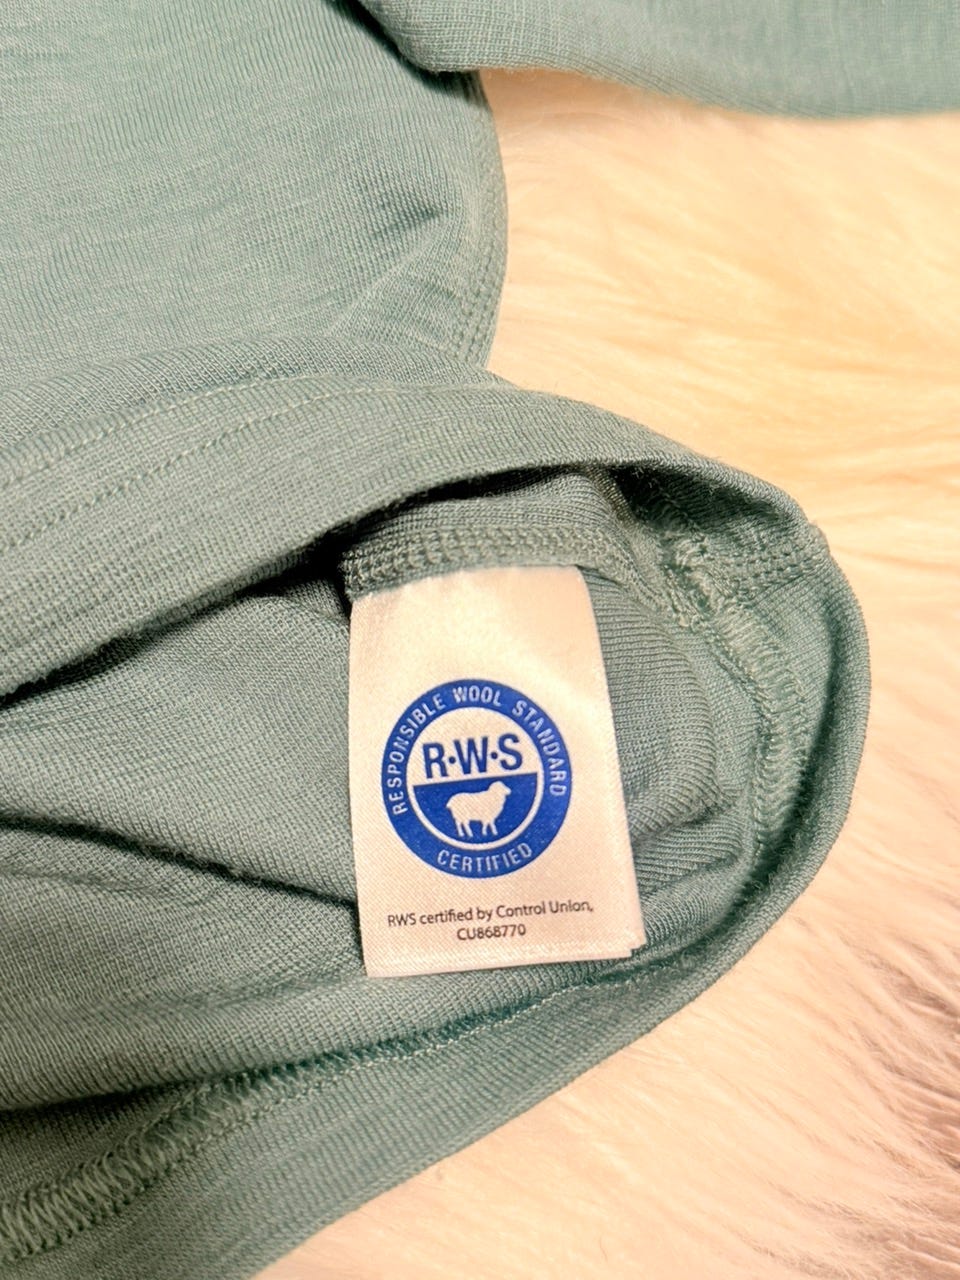 RESPONSIBLE WOOL STANDARD
R·W·S
CERTIFIED
RWS certified by Control Union,
CU868770